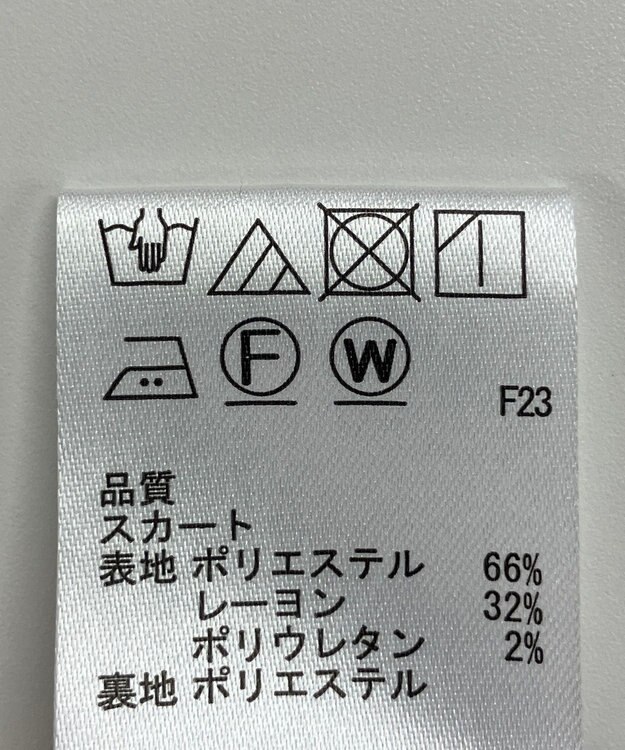 F W
F23
品質
スカート
表地 ポリエステル 66%
レーヨン 32%
ポリウレタン 2%
裏地 ポリエステル